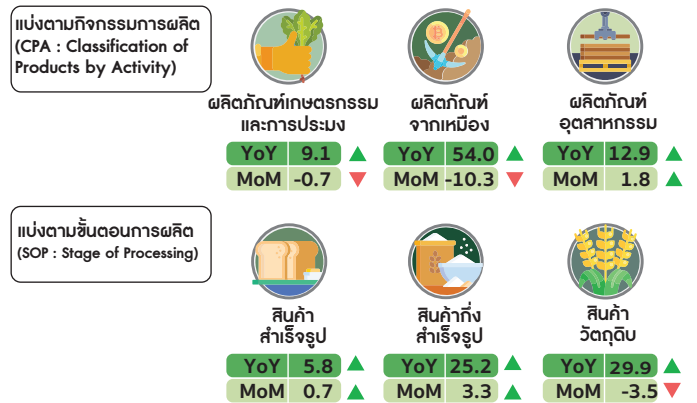 แบ่งตามกิจกรรมการผลิต
(CPA : Classification of
Products by Activity)
ผลิตภัณฑ์เกษตรกรรม
และการประมง
YoY 9.1
MoM -0.7
ผลิตภัณฑ์
จากเหมือง
YoY 54.0
MoM -10.3
ผลิตภัณฑ์
อุตสาหกรรม
YoY 12.9
MoM 1.8
แบ่งตามขั้นตอนการผลิต
(SOP : Stage of Processing)
สินค้า
สำเร็จรูป
YoY 5.8
MoM 0.7
สินค้ากึ่ง
สำเร็จรูป
YoY 25.2
MoM 3.3
สินค้า
วัตถุดิบ
YoY 29.9
MoM -3.5